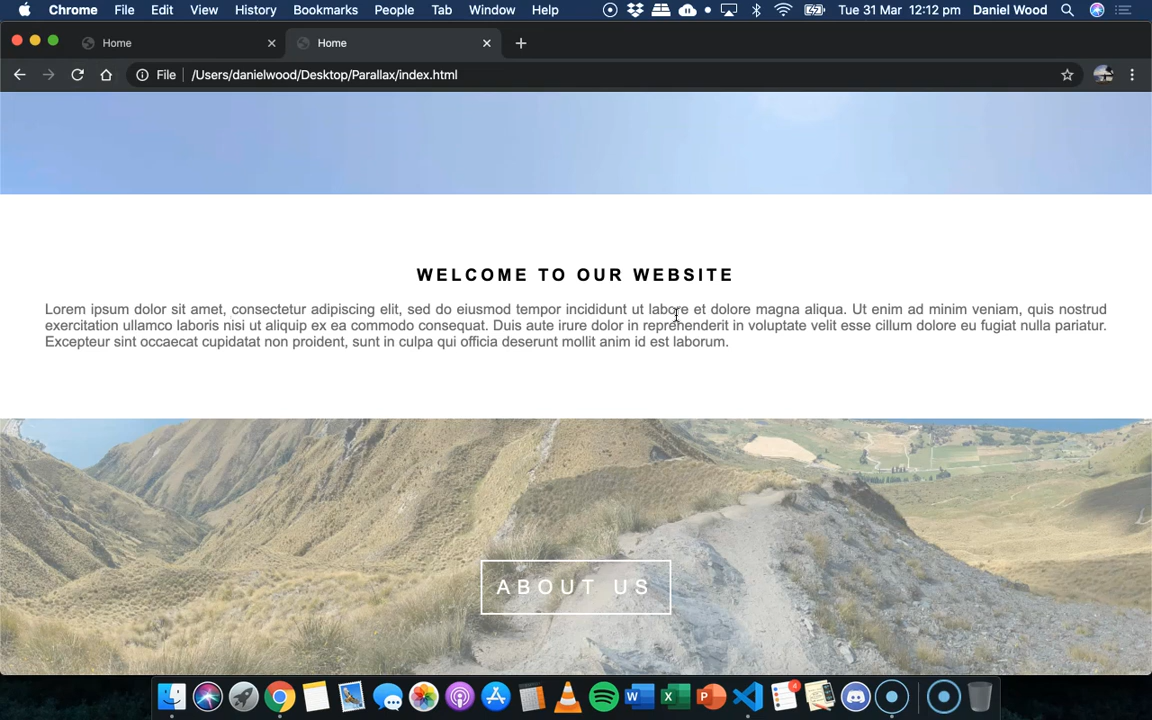 Chrome File Edit View History Bookmarks People Tab Window Help Tue 31 Mar 12:12 pm Daniel Wood
Home Home
File /Users/danielwood/Desktop/Parallax/index.html
WELCOME TO OUR WEBSITE
Lorem ipsum dolor sit amet, consectetur adipiscing elit, sed do eiusmod tempor incididunt ut labore et dolore magna aliqua. Ut enim ad minim veniam, quis nostrud
exercitation ullamco laboris nisi ut aliquip ex ea commodo consequat. Duis aute irure dolor in reprehenderit in voluptate velit esse cillum dolore eu fugiat nulla pariatur.
Excepteur sint occaecat cupidatat non proident, sunt in culpa qui officia deserunt mollit anim id est laborum.
ABOUT US
W X P 4